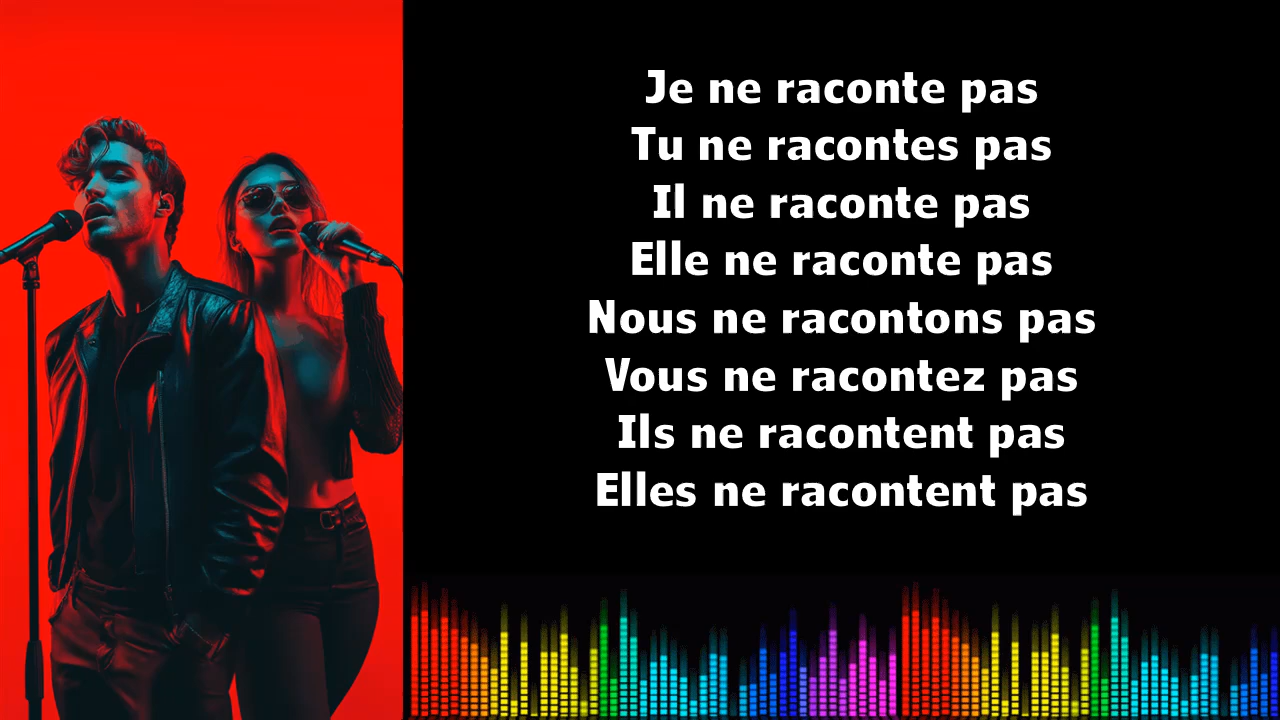 Je ne raconte pas
Tu ne racontes pas
Il ne raconte pas
Elle ne raconte pas
Nous ne racontons pas
Vous ne racontez pas
Ils ne racontent pas
Elles ne racontent pas